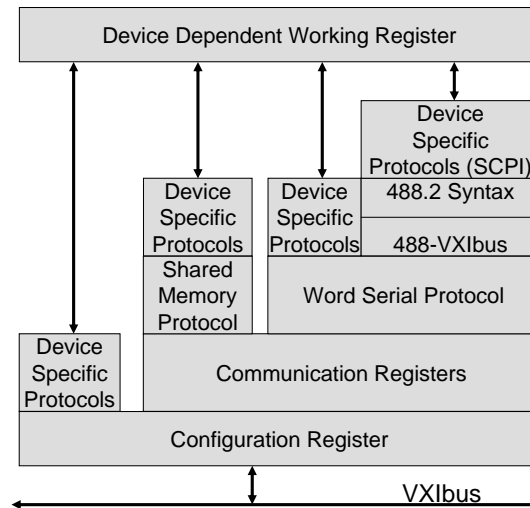 Device Dependent Working Register
Device
Specific
Protocols (SCPI)
Device
Specific
Protocols
Device
Specific
Protocols
488.2 Syntax
488-VXIbus
Shared
Memory
Protocol
Word Serial Protocol
Device
Specific
Protocols
Communication Registers
Configuration Register
VXIbus